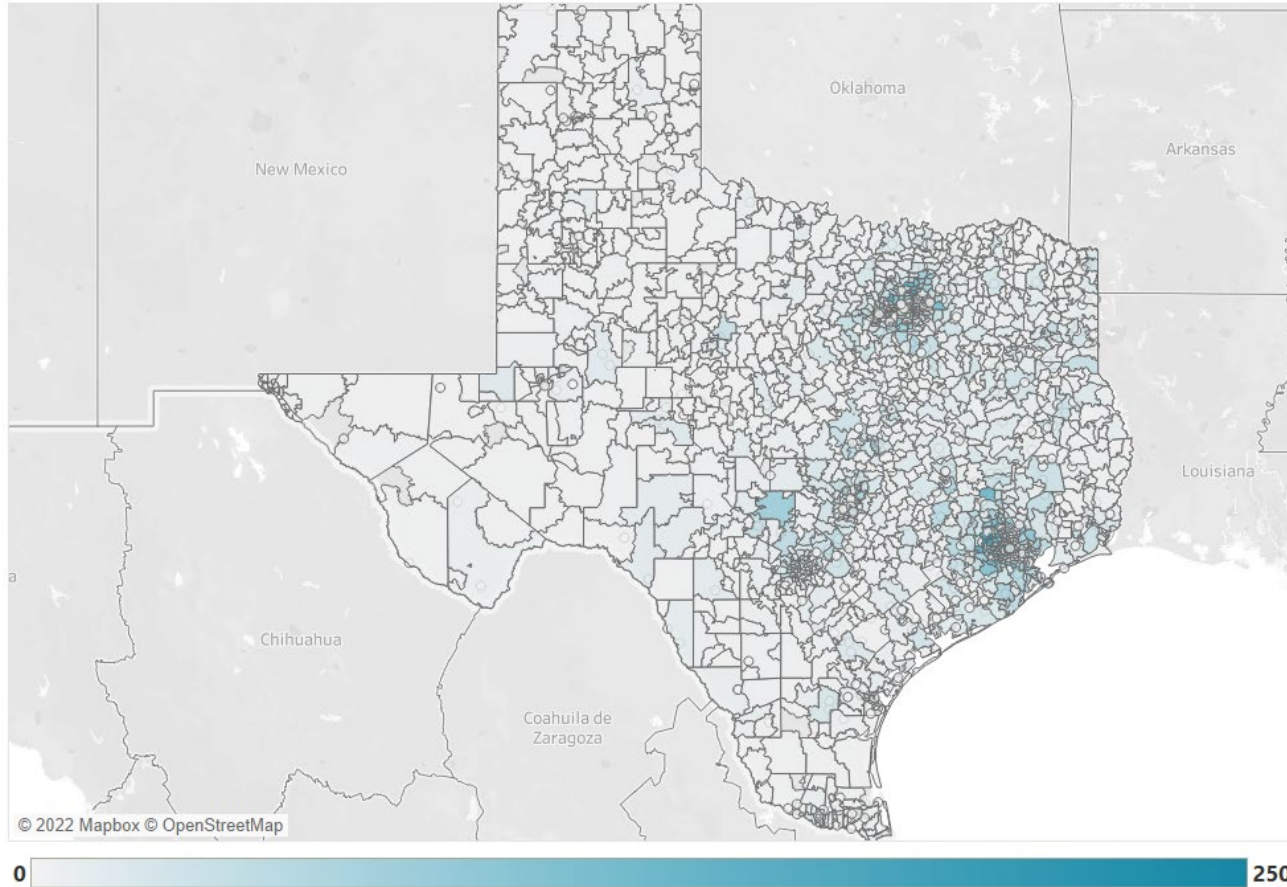 Oklahoma
Arkansas
New Mexico
Louisiana
a
Chihuahua
Coahuila de
Zaragoza
© 2022 Mapbox © OpenStreetMap
0
250